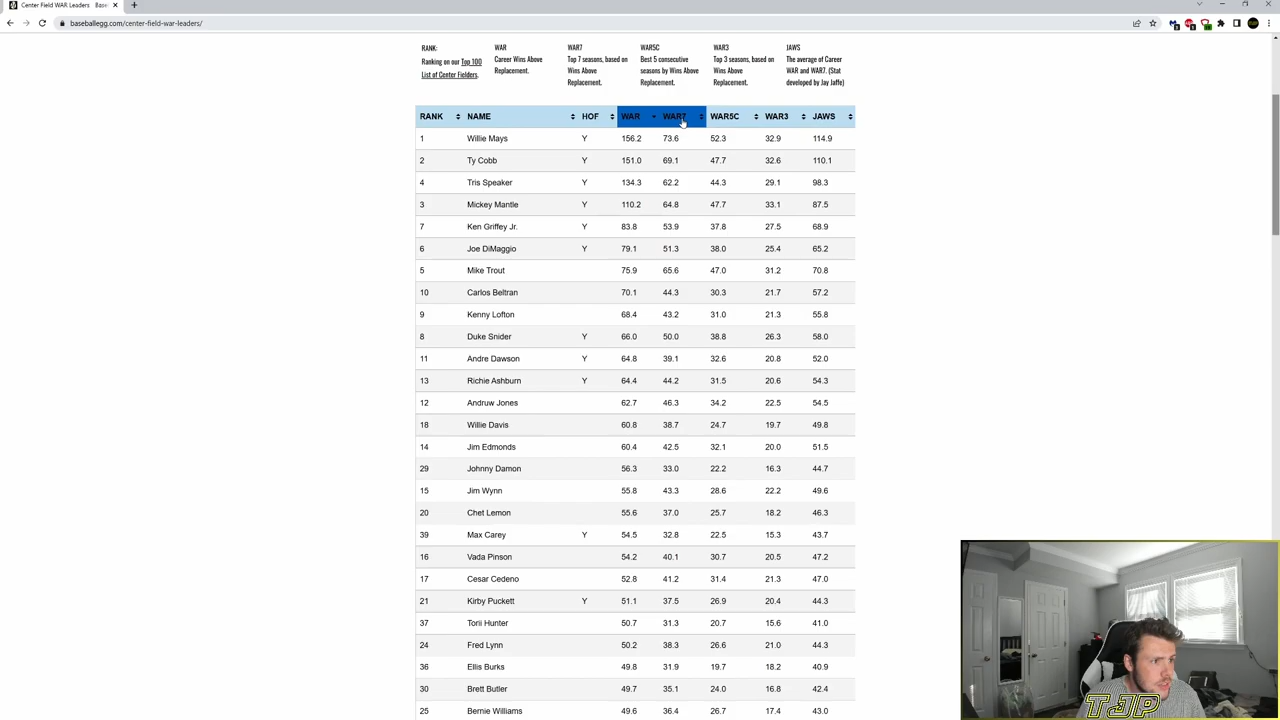 Center Field WAR Leaders Baseb
baseballegg.com/center-field-war-leaders/
RANK:
Ranking on our Top 100
List of Center Fielders.
WAR
Career Wins Above
Replacement.
WAR7
Top 7 seasons, based on
Wins Above
Replacement.
WAR5C
Best 5 consecutive
seasons by Wins Above
Replacement.
WAR3
Top 3 seasons, based on
Wins Above
Replacement.
JAWS
The average of Career
WAR and WAR7. (Stat
developed by Jay Jaffe)
RANK NAME HOF WAR WAR7 WAR5C WAR3 JAWS
1 Willie Mays Y 156.2 73.6 52.3 32.9 114.9
2 Ty Cobb Y 151.0 69.1 47.7 32.6 110.1
4 Tris Speaker Y 134.3 62.2 44.3 29.1 98.3
3 Mickey Mantle Y 110.2 64.8 47.7 33.1 87.5
7 Ken Griffey Jr. Y 83.8 53.9 37.8 27.5 68.9
6 Joe DiMaggio Y 79.1 51.3 38.0 25.4 65.2
5 Mike Trout 75.9 65.6 47.0 31.2 70.8
10 Carlos Beltran 70.1 44.3 30.3 21.7 57.2
9 Kenny Lofton 68.4 43.2 31.0 21.3 55.8
8 Duke Snider Y 66.0 50.0 38.8 26.3 58.0
11 Andre Dawson Y 64.8 39.1 32.6 20.8 52.0
13 Richie Ashburn Y 64.4 44.2 31.5 20.6 54.3
12 Andruw Jones 62.7 46.3 34.2 22.5 54.5
18 Willie Davis 60.8 38.7 24.7 19.7 49.8
14 Jim Edmonds 60.4 42.5 32.1 20.0 51.5
29 Johnny Damon 56.3 33.0 22.2 16.3 44.7
15 Jim Wynn 55.8 43.3 28.6 22.2 49.6
20 Chet Lemon 55.6 37.0 25.7 18.2 46.3
39 Max Carey Y 54.5 32.8 22.5 15.3 43.7
16 Vada Pinson 54.2 40.1 30.7 20.5 47.2
17 Cesar Cedeno 52.8 41.2 31.4 21.3 47.0
21 Kirby Puckett Y 51.1 37.5 26.9 20.4 44.3
37 Torii Hunter 50.7 31.3 20.7 15.6 41.0
24 Fred Lynn 50.2 38.3 26.6 21.0 44.3
36 Ellis Burks 49.8 31.9 19.7 18.2 40.9
30 Brett Butler 49.7 35.1 24.0 16.8 42.4
25 Bernie Williams 49.6 36.4 26.7 17.4 43.0
TJP